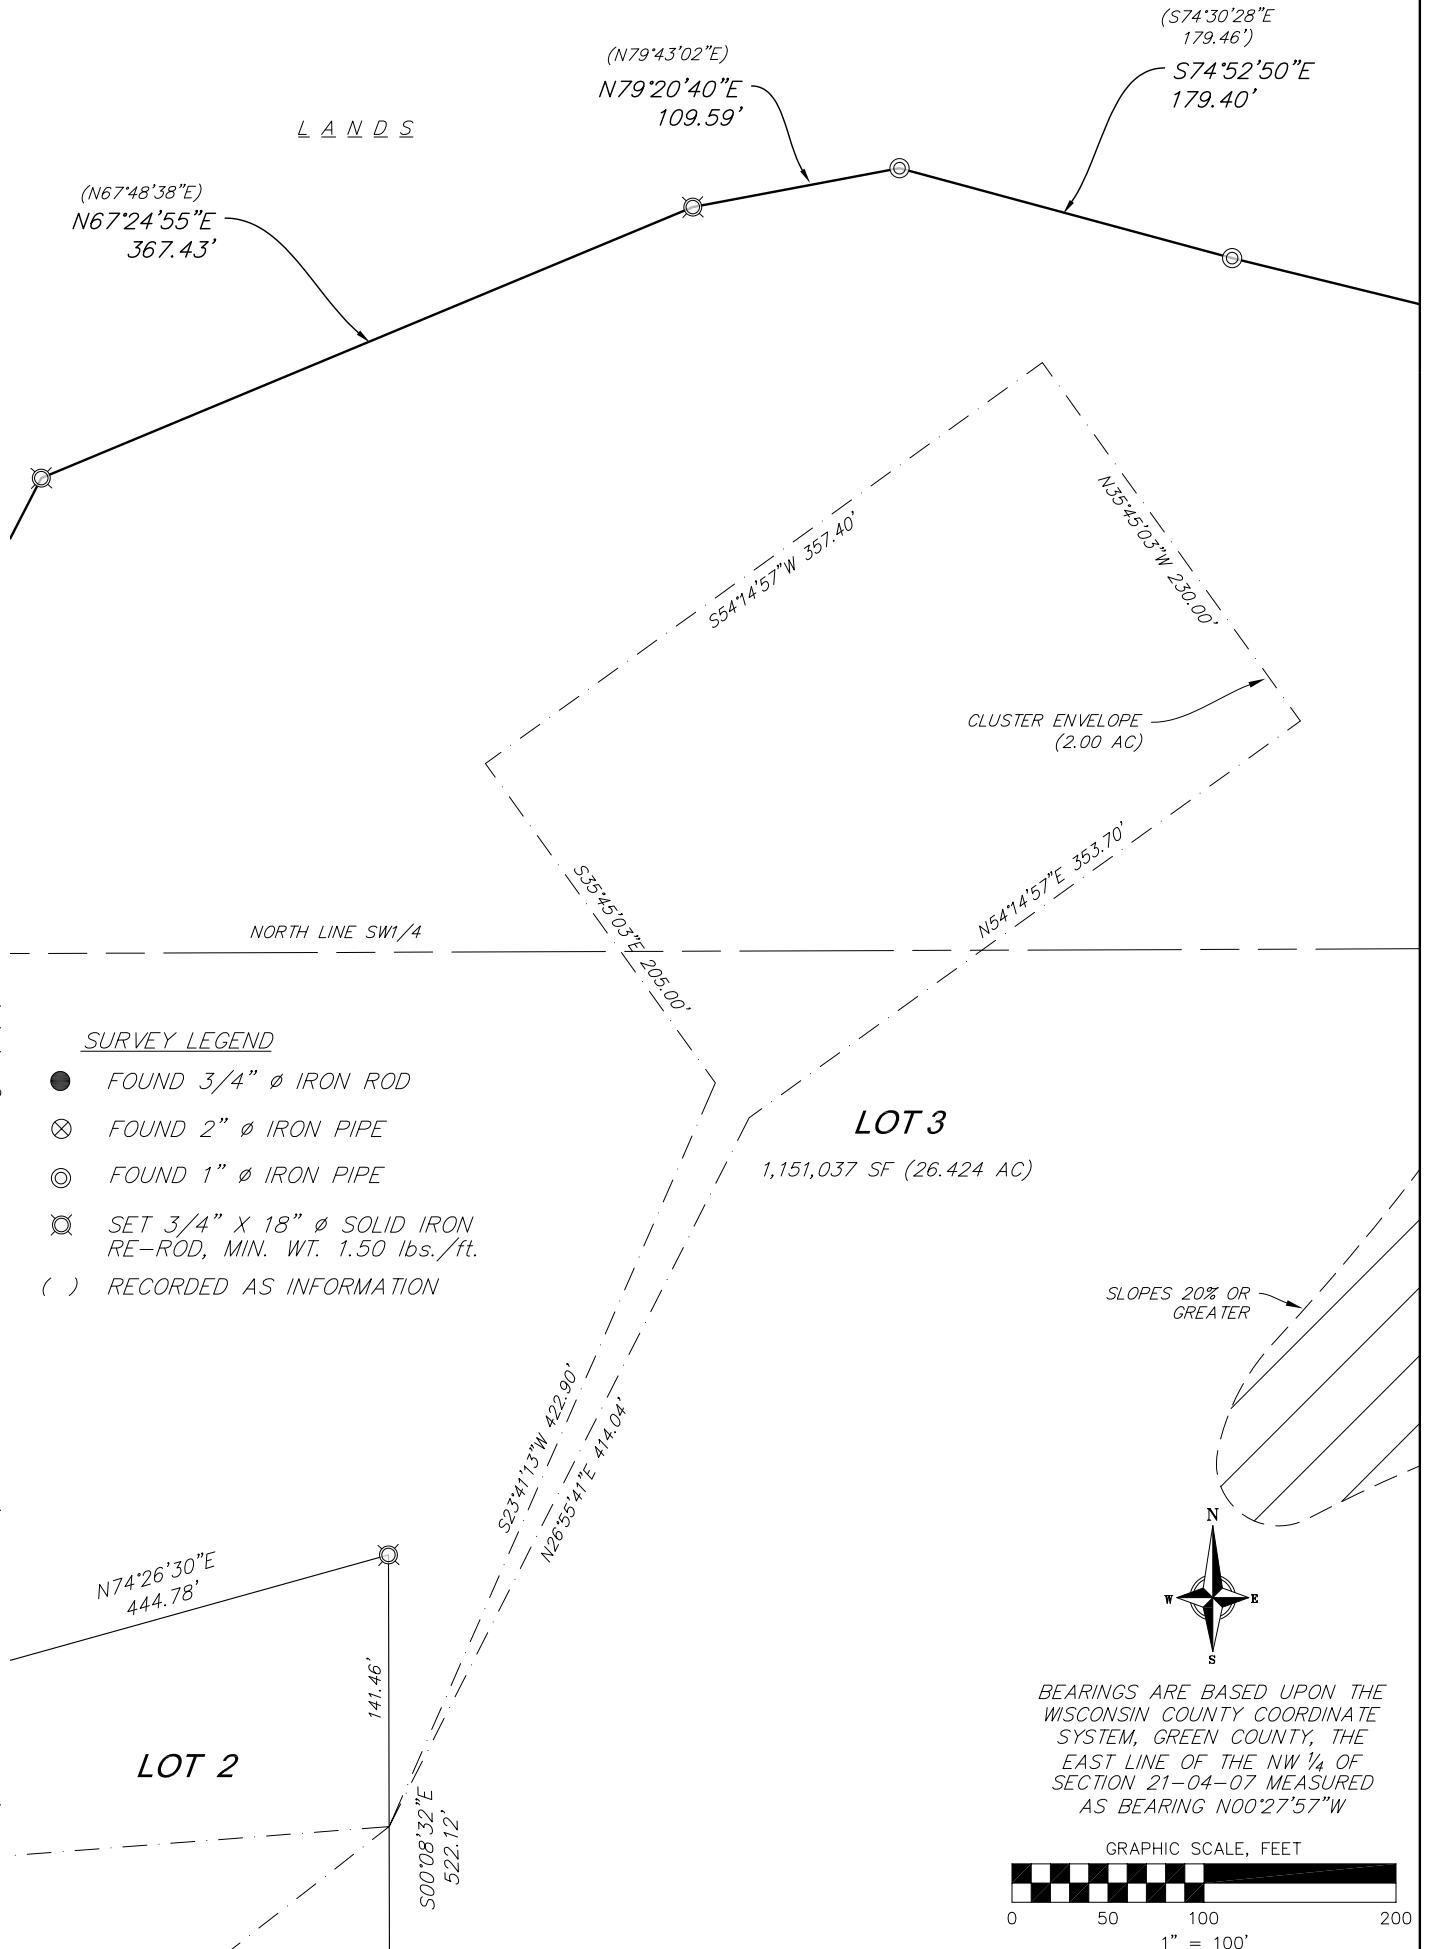 (S74°30'28"E
179.46')
S74°52'50"E
179.40'
(N79°43'02"E)
N79°20'40"E
109.59'
LANDS
(N67°48'38"E)
N67°24'55"E
367.43'
S54°14'57"W 357.40'
N35°45'03"W 230.00'
CLUSTER ENVELOPE
(2.00 AC)
N54°14'57"E 353.70'
S35°45'03"E 205.00'
NORTH LINE SW1/4
SURVEY LEGEND
FOUND 3/4" ø IRON ROD
FOUND 2" ø IRON PIPE
FOUND 1" ø IRON PIPE
SET 3/4" X 18" ø SOLID IRON
RE-ROD, MIN. WT. 1.50 lbs./ft.
( ) RECORDED AS INFORMATION
LOT 3
1,151,037 SF (26.424 AC)
SLOPES 20% OR
GREATER
S23°41'13"W 422.90'
N26°55'41"E 414.04'
N74°26'30"E
444.78'
141.46'
LOT 2
S00°08'32"E
522.12'
N
W E
S
BEARINGS ARE BASED UPON THE
WISCONSIN COUNTY COORDINATE
SYSTEM, GREEN COUNTY, THE
EAST LINE OF THE NW 1/4 OF
SECTION 21-04-07 MEASURED
AS BEARING N00°27'57"W
GRAPHIC SCALE, FEET
0 50 100 200
1" = 100'